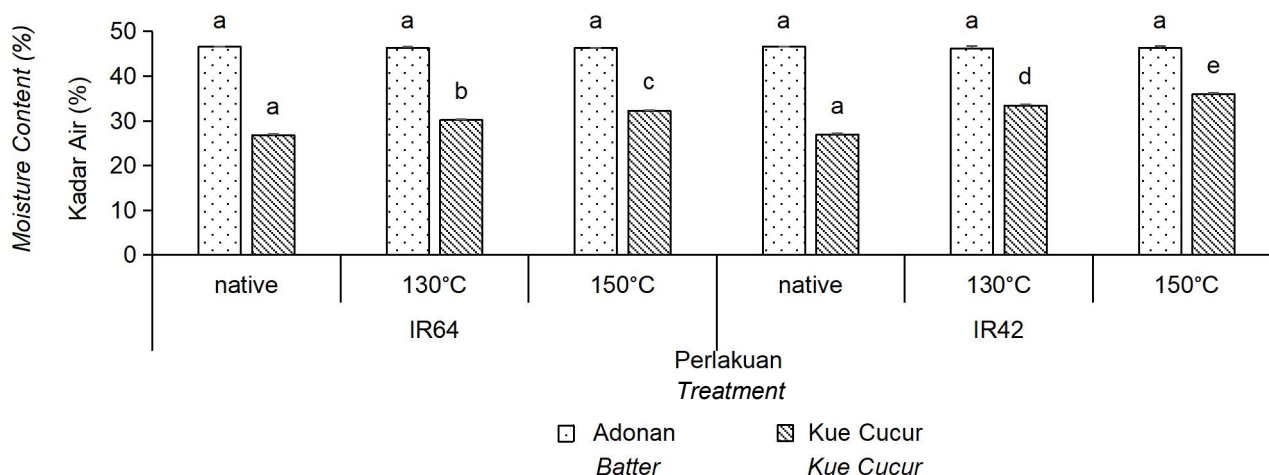 Moisture Content (%)
Kadar Air (%)
50
40
30
20
10
0
a a a a a a
a b c a d e
native 130°C 150°C native 130°C 150°C
IR64 IR42
Perlakuan
Treatment
Adonan Kue Cucur
Batter Kue Cucur